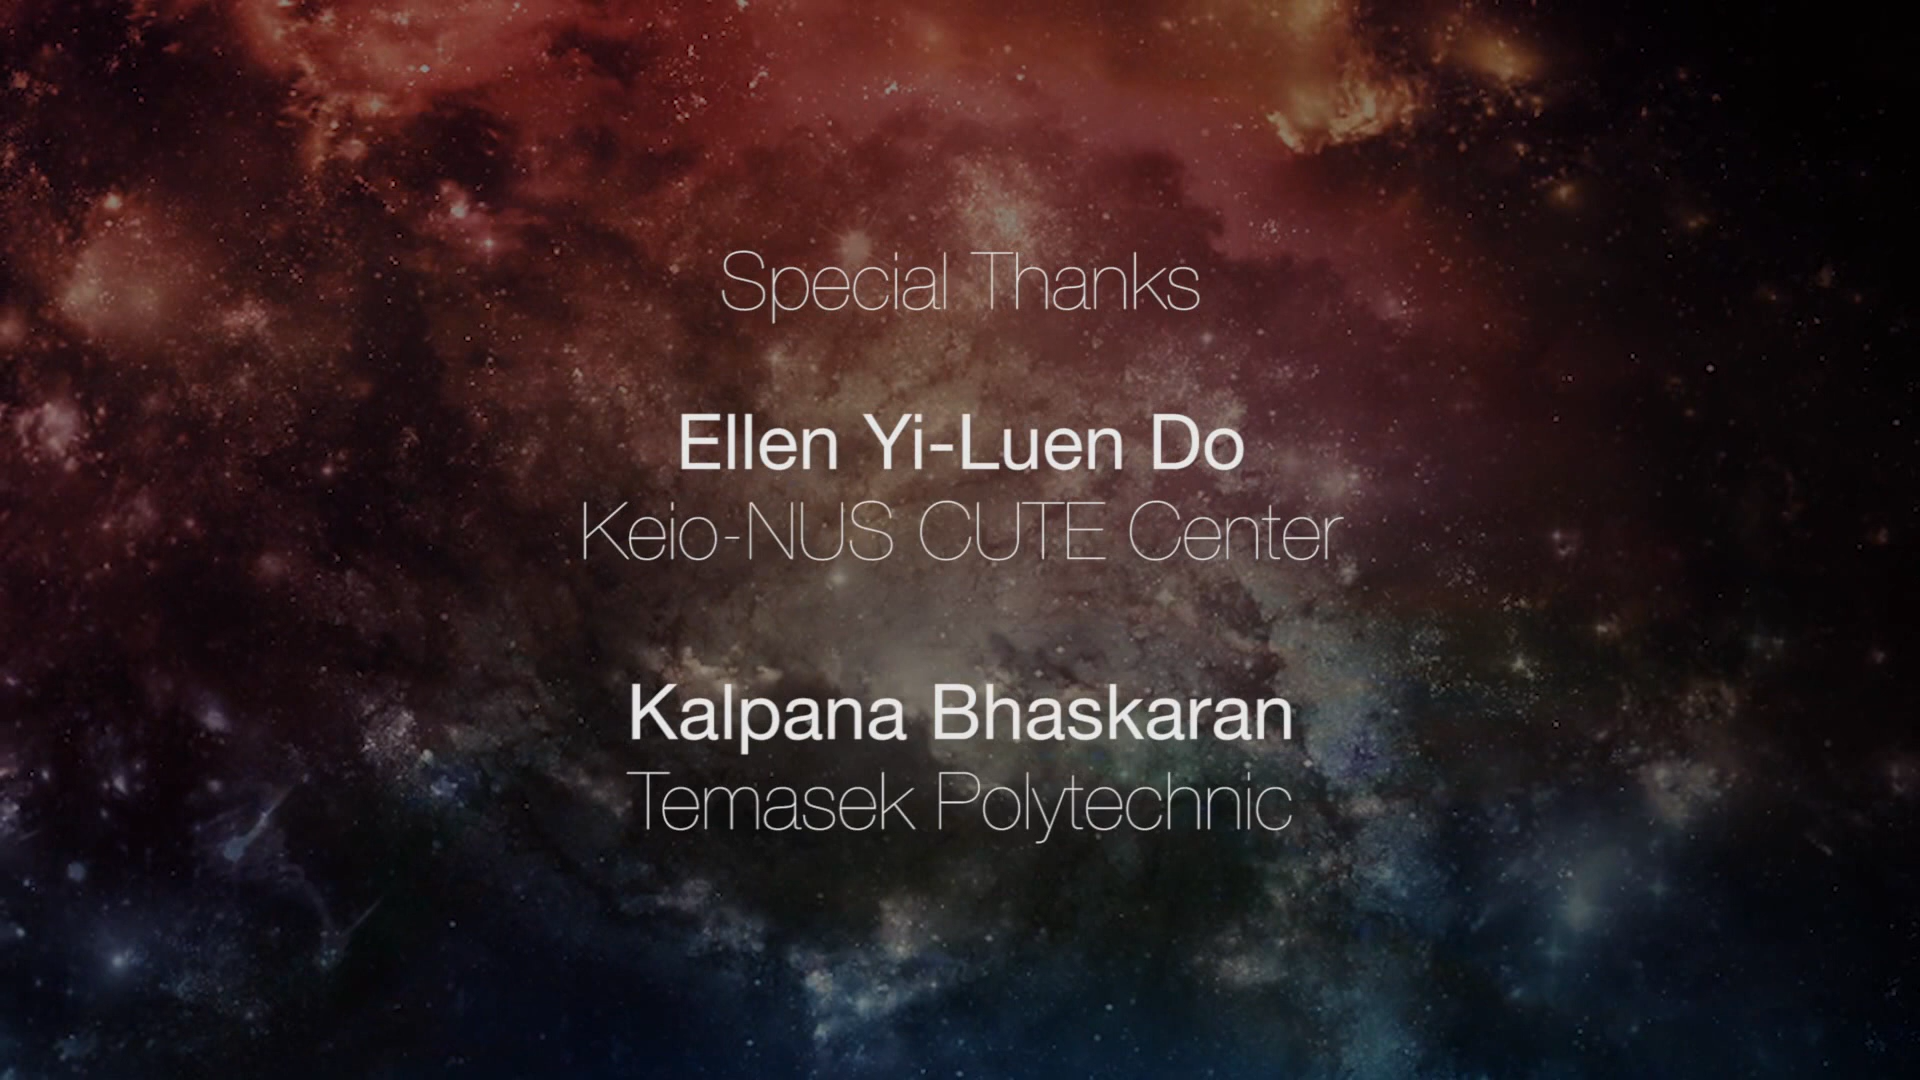 Special Thanks
Ellen Yi-Luen Do
Keio-NUS CUTE Center
Kalpana Bhaskaran
Temasek Polytechnic